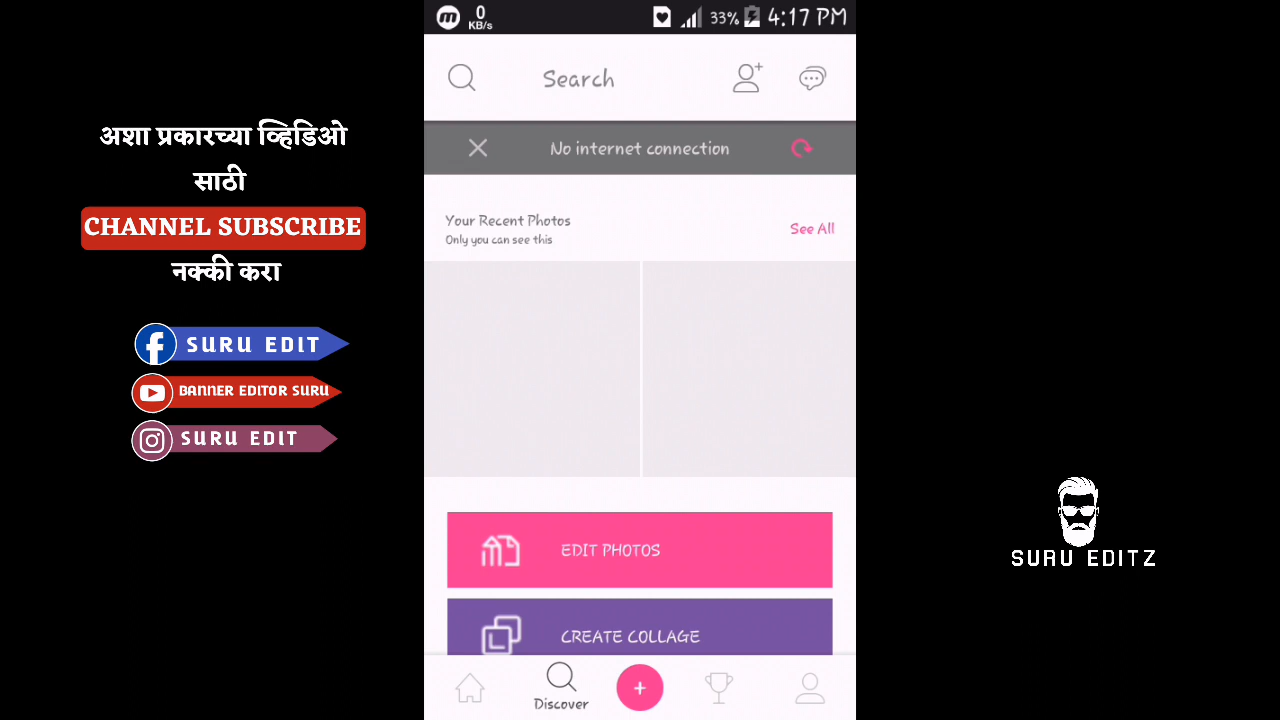 अशा प्रकारच्या व्हिडिओ
साठी
CHANNEL SUBSCRIBE
नक्की करा
SURU EDIT
BANNER EDITOR SURU
SURU EDIT
0
KB/s
33%
4:17 PM
Search
No internet connection
Your Recent Photos
Only you can see this
See All
EDIT PHOTOS
CREATE COLLAGE
Discover
SURU EDITZ